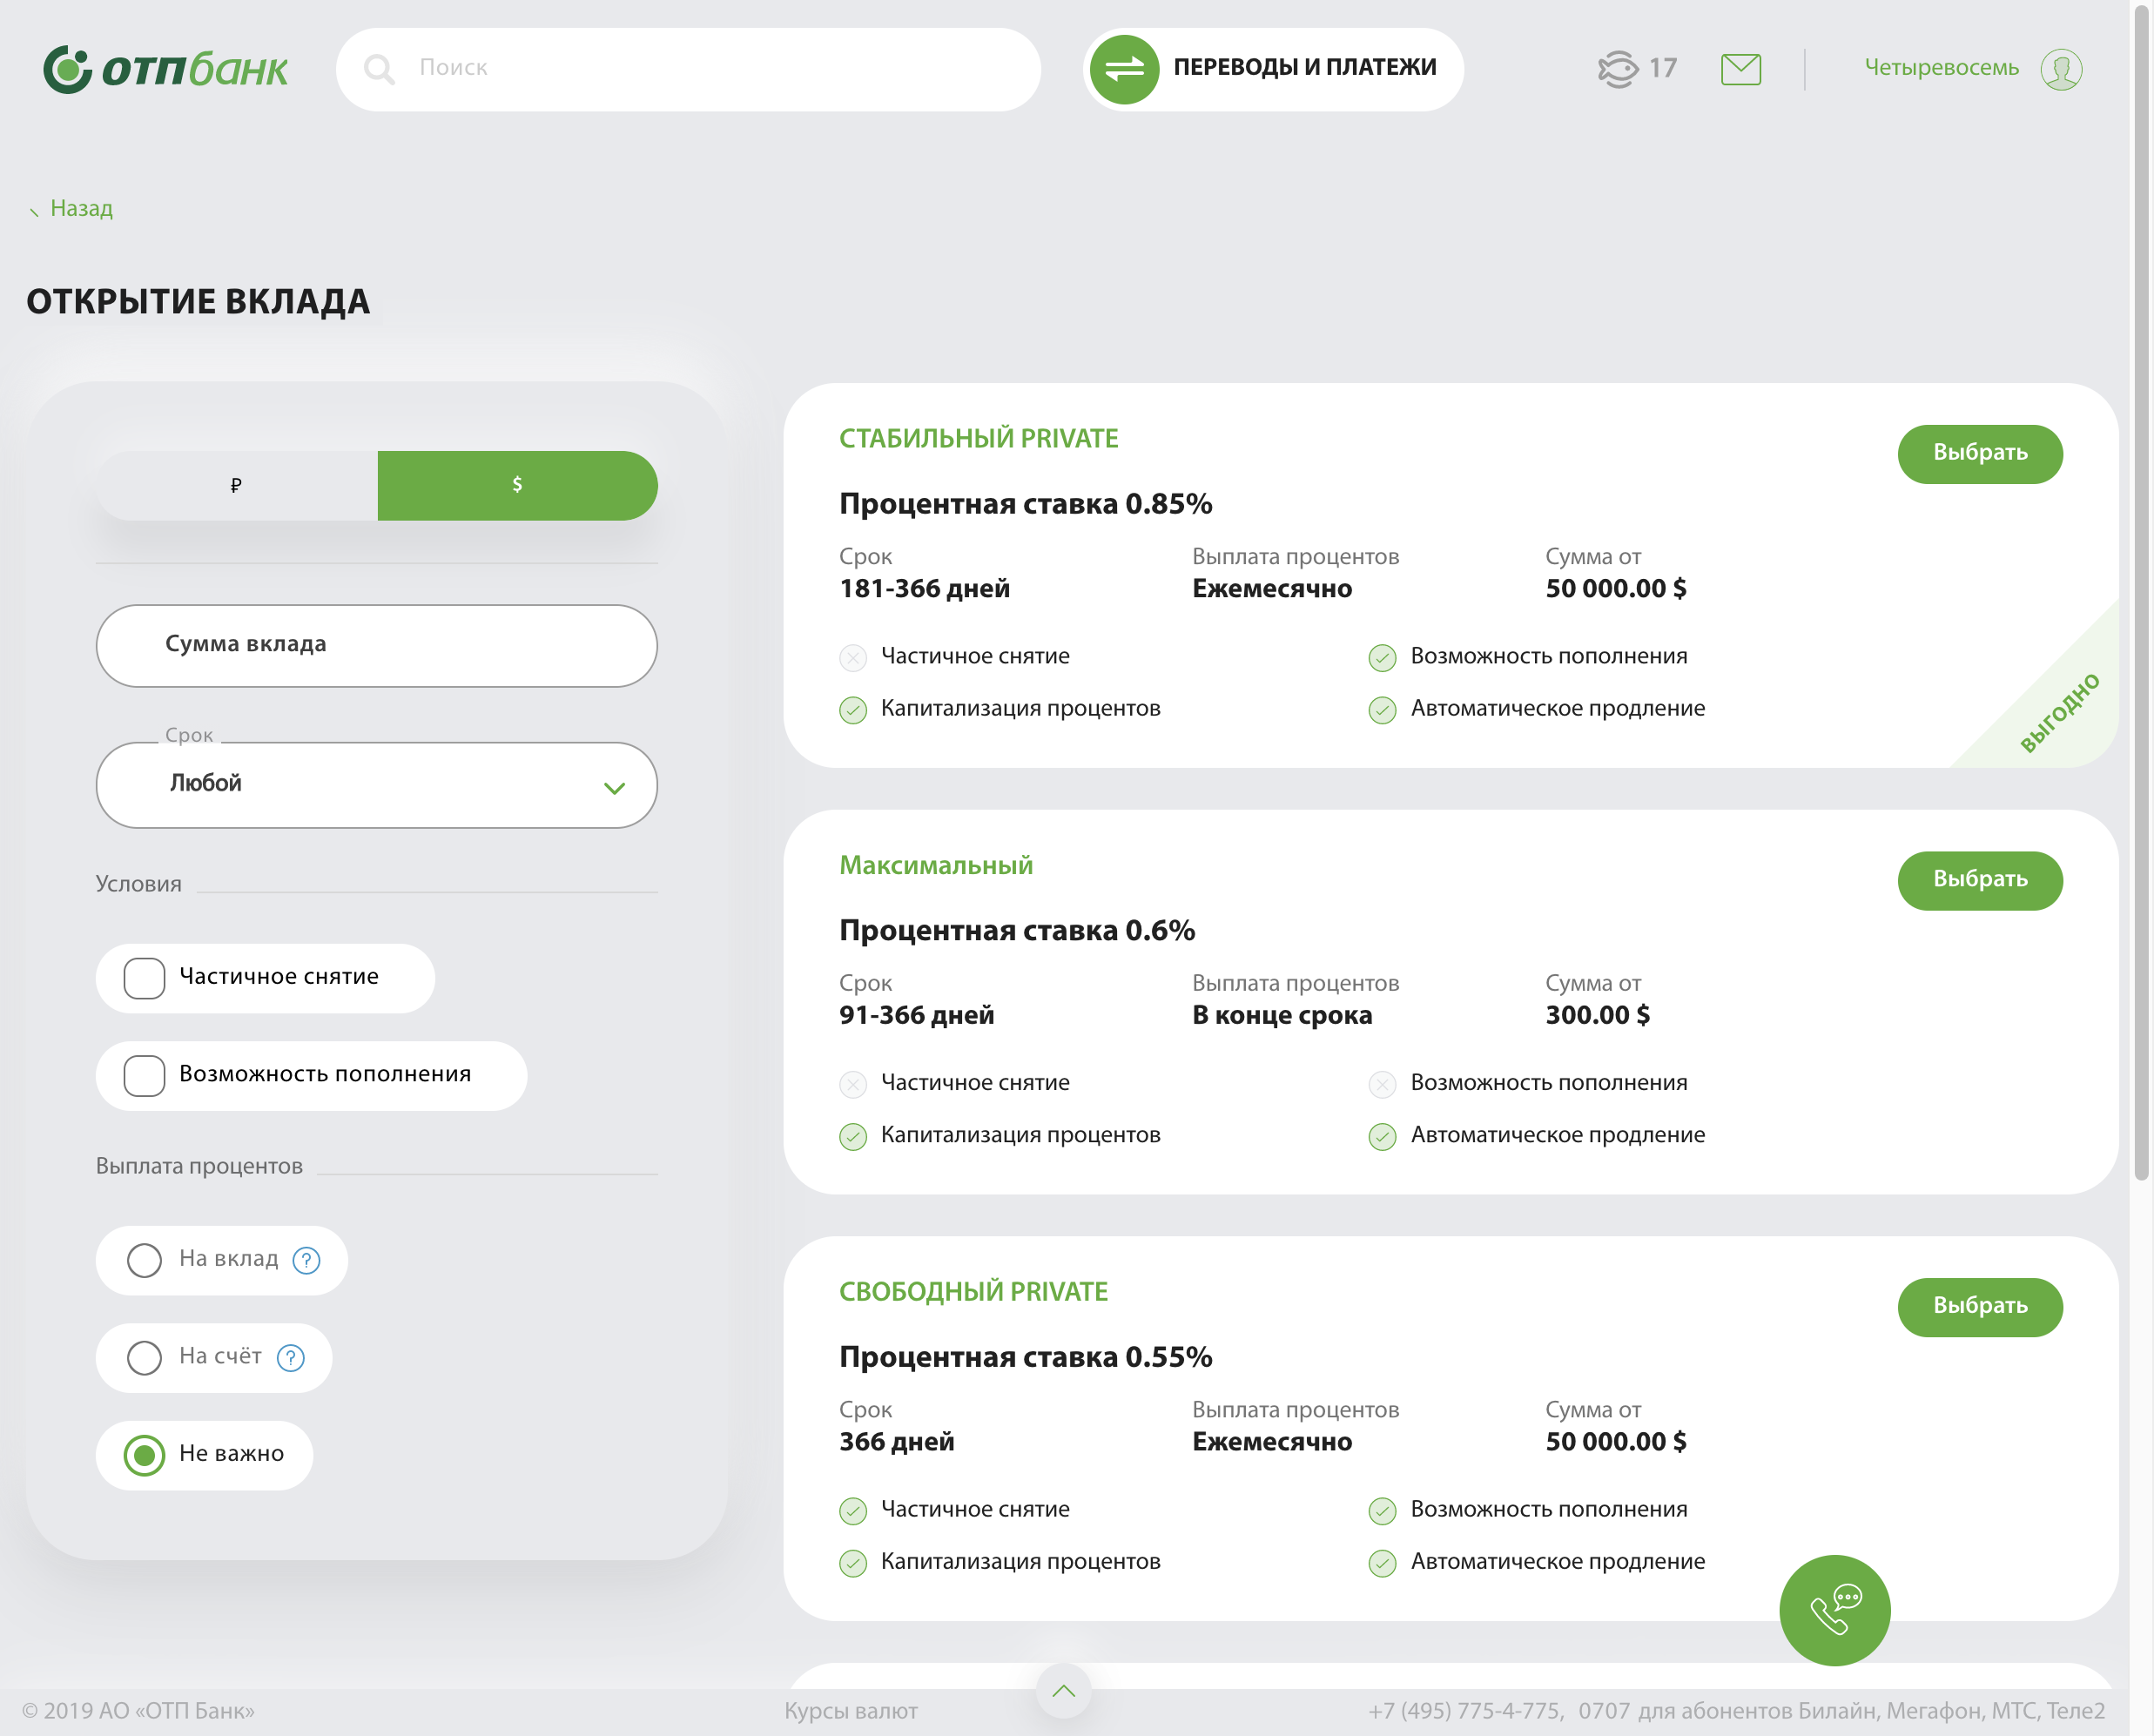 ОТПбанк
Поиск
ПЕРЕВОДЫ И ПЛАТЕЖИ
17
Четыревосемь
Назад
ОТКРЫТИЕ ВКЛАДА
₽
$
Сумма вклада
Срок
Любой
Условия
Частичное снятие
Возможность пополнения
Выплата процентов
На вклад ?
На счёт ?
Не важно
СТАБИЛЬНЫЙ PRIVATE
Выбрать
Процентная ставка 0.85%
Срок Выплата процентов Сумма от
181-366 дней Ежемесячно 50 000.00 $
Частичное снятие Возможность пополнения
Капитализация процентов Автоматическое продление
ВЫГОДНО
Максимальный
Выбрать
Процентная ставка 0.6%
Срок Выплата процентов Сумма от
91-366 дней В конце срока 300.00 $
Частичное снятие Возможность пополнения
Капитализация процентов Автоматическое продление
СВОБОДНЫЙ PRIVATE
Выбрать
Процентная ставка 0.55%
Срок Выплата процентов Сумма от
366 дней Ежемесячно 50 000.00 $
Частичное снятие Возможность пополнения
Капитализация процентов Автоматическое продление
© 2019 АО «ОТП Банк» Курсы валют +7 (495) 775-4-775, 0707 для абонентов Билайн, Мегафон, МТС, Теле2